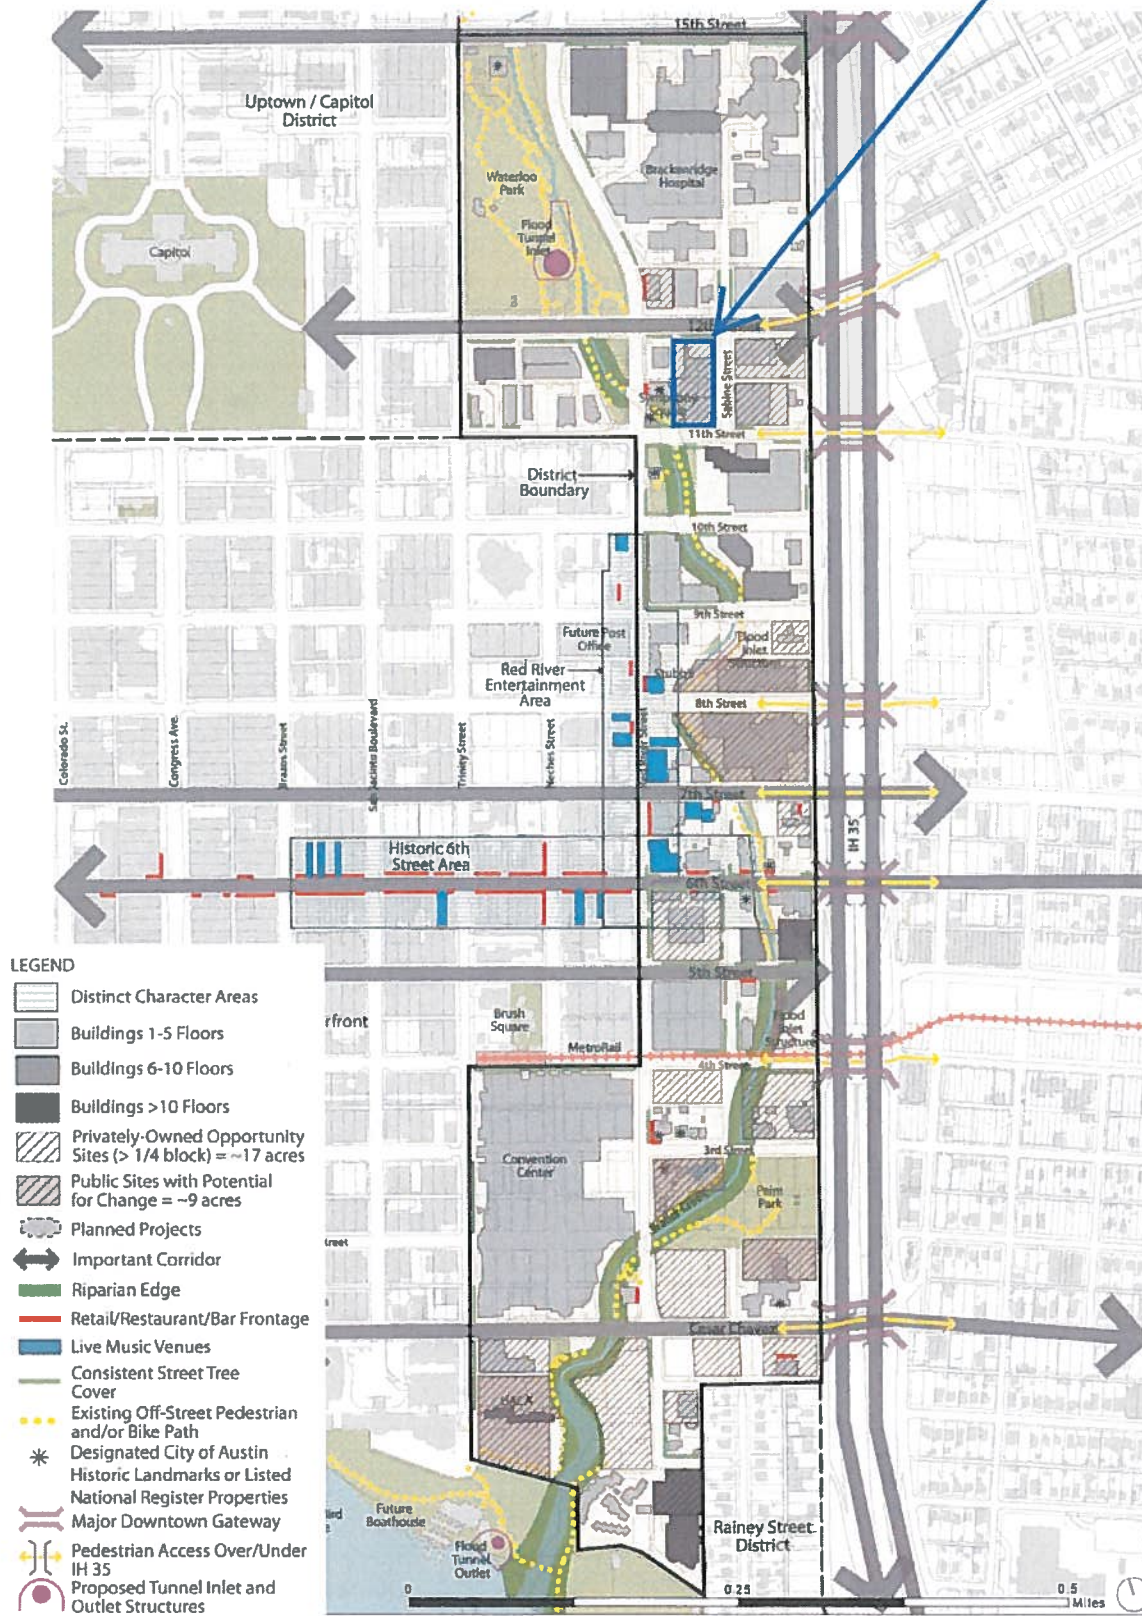 15th Street
Uptown / Capitol
District
Waterloo
Park
Brackenridge
Hospital
Flood
Tunnel
Inlet
Capitol
12th Street
Sabine Street
Symphony
Square
11th Street
District
Boundary
10th Street
9th Street
Future Post
Office
Flood
Inlet
Structure
Red River
Entertainment
Area
Stubb's
8th Street
Colorado St.
Congress Ave.
Brazos Street
San Jacinto Boulevard
Trinity Street
Neches Street
Red River Street
7th Street
IH 35
Historic 6th
Street Area
6th Street
5th Street
rfront
Brush
Square
Flood
Inlet
Structure
MetroRail
4th Street
3rd Street
Convention
Center
Palm
Park
treet
Cesar Chavez
Future
Boathouse
Flood
Tunnel
Outlet
Rainey Street
District
0
0.25
0.5
Miles
LEGEND
Distinct Character Areas
Buildings 1-5 Floors
Buildings 6-10 Floors
Buildings >10 Floors
Privately-Owned Opportunity
Sites (> 1/4 block) = ~17 acres
Public Sites with Potential
for Change = ~9 acres
Planned Projects
Important Corridor
Riparian Edge
Retail/Restaurant/Bar Frontage
Live Music Venues
Consistent Street Tree
Cover
Existing Off-Street Pedestrian
and/or Bike Path
Designated City of Austin
Historic Landmarks or Listed
National Register Properties
Major Downtown Gateway
Pedestrian Access Over/Under
IH 35
Proposed Tunnel Inlet and
Outlet Structures